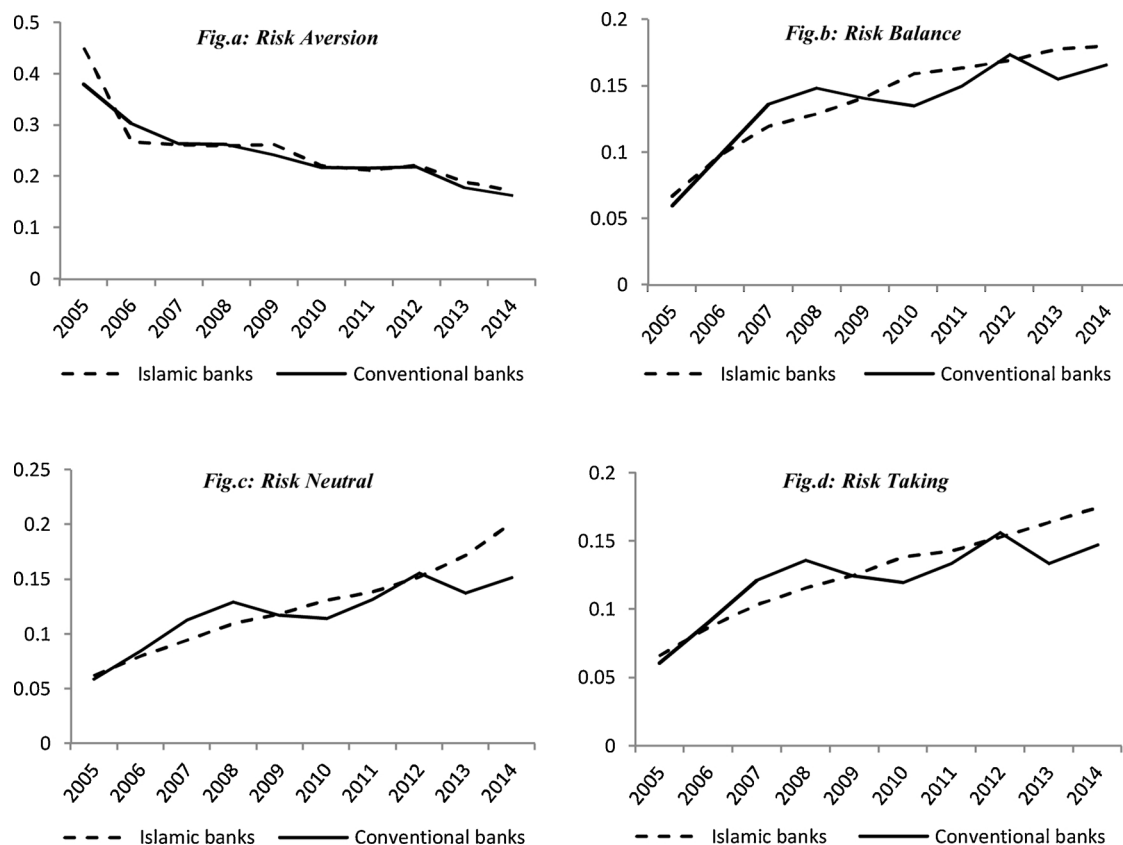 Fig.a: Risk Aversion
0.5
0.4
0.3
0.2
0.1
0
2005 2006 2007 2008 2009 2010 2011 2012 2013 2014
Islamic banks Conventional banks
Fig.b: Risk Balance
0.2
0.15
0.1
0.05
0
2005 2006 2007 2008 2009 2010 2011 2012 2013 2014
Islamic banks Conventional banks
Fig.c: Risk Neutral
0.25
0.2
0.15
0.1
0.05
0
2005 2006 2007 2008 2009 2010 2011 2012 2013 2014
Islamic banks Conventional banks
Fig.d: Risk Taking
0.2
0.15
0.1
0.05
0
2005 2006 2007 2008 2009 2010 2011 2012 2013 2014
Islamic banks Conventional banks